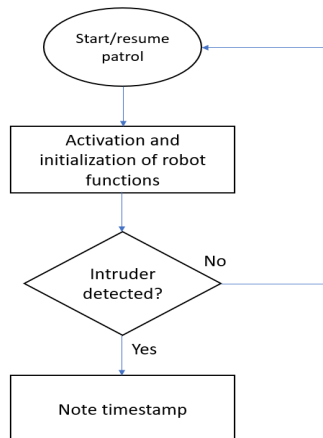 Start/resume
patrol
Activation and
initialization of robot
functions
Intruder
detected?
No
Yes
Note timestamp